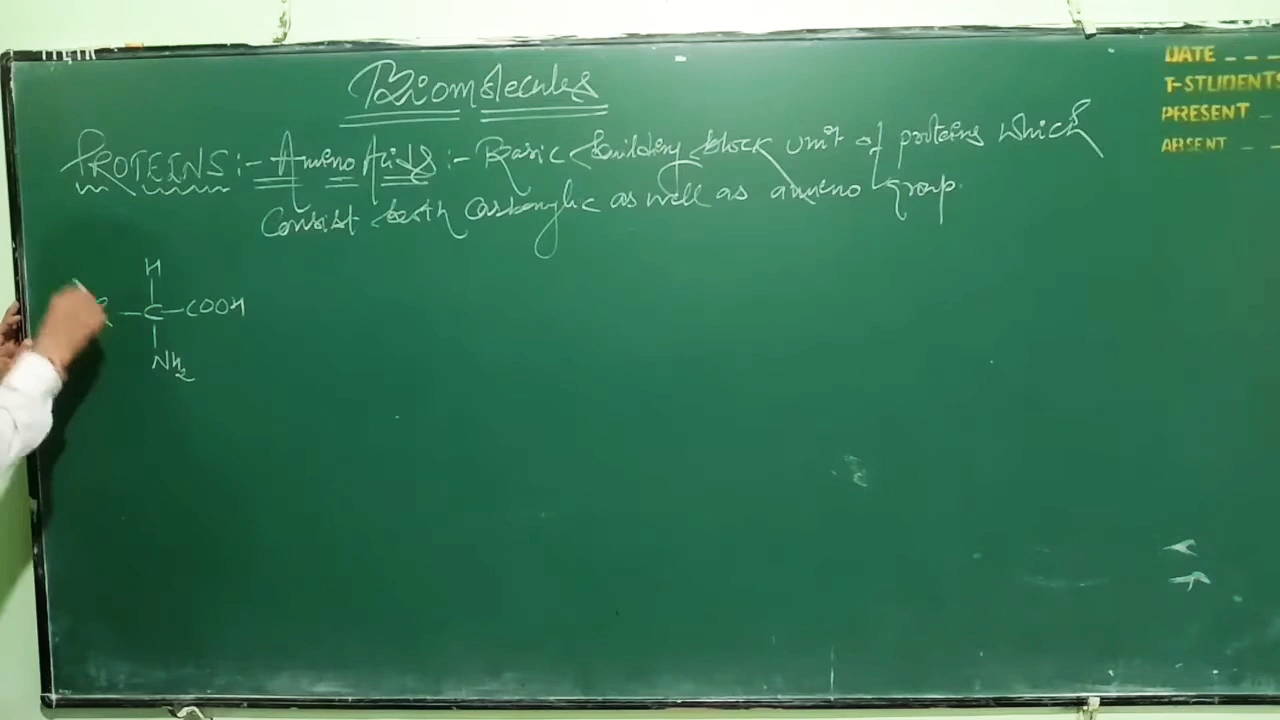 Biomolecules
PROTEINS:- Amino Acids:- Basic building block unit of proteins which
Consist both carboxylic as well as amino group.
H
R - C - COOH
NH2
DATE _ _ _
T-STUDENTS
PRESENT _
ABSENT _ _